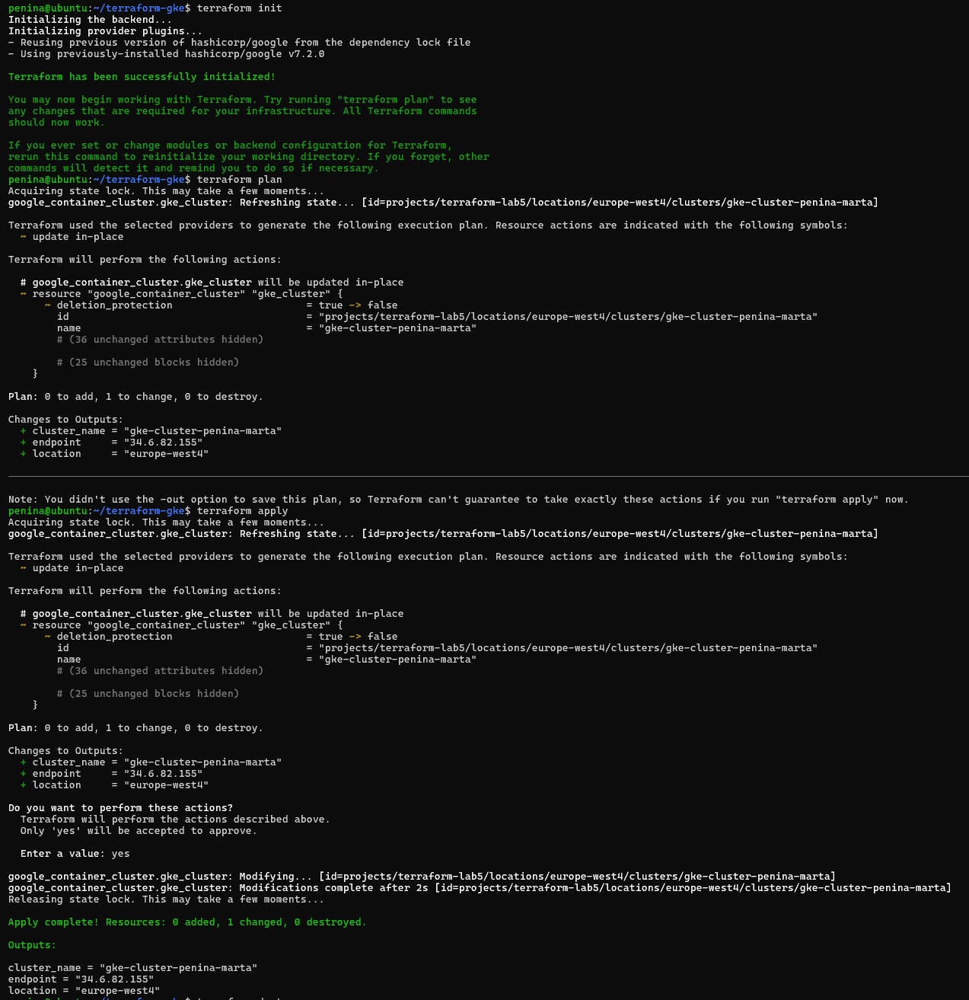 penina@ubuntu:~/terraform-gke$ terraform init
Initializing the backend...
Initializing provider plugins...
- Reusing previous version of hashicorp/google from the dependency lock file
- Using previously-installed hashicorp/google v7.2.0
Terraform has been successfully initialized!
You may now begin working with Terraform. Try running "terraform plan" to see
any changes that are required for your infrastructure. All Terraform commands
should now work.
If you ever set or change modules or backend configuration for Terraform,
rerun this command to reinitialize your working directory. If you forget, other
commands will detect it and remind you to do so if necessary.
penina@ubuntu:~/terraform-gke$ terraform plan
Acquiring state lock. This may take a few moments...
google_container_cluster.gke_cluster: Refreshing state... [id=projects/terraform-lab5/locations/europe-west4/clusters/gke-cluster-penina-marta]
Terraform used the selected providers to generate the following execution plan. Resource actions are indicated with the following symbols:
~ update in-place
Terraform will perform the following actions:
# google_container_cluster.gke_cluster will be updated in-place
~ resource "google_container_cluster" "gke_cluster" {
~ deletion_protection = true -> false
id = "projects/terraform-lab5/locations/europe-west4/clusters/gke-cluster-penina-marta"
name = "gke-cluster-penina-marta"
# (36 unchanged attributes hidden)
# (25 unchanged blocks hidden)
}
Plan: 0 to add, 1 to change, 0 to destroy.
Changes to Outputs:
+ cluster_name = "gke-cluster-penina-marta"
+ endpoint = "34.6.82.155"
+ location = "europe-west4"
Note: You didn't use the -out option to save this plan, so Terraform can't guarantee to take exactly these actions if you run "terraform apply" now.
penina@ubuntu:~/terraform-gke$ terraform apply
Acquiring state lock. This may take a few moments...
google_container_cluster.gke_cluster: Refreshing state... [id=projects/terraform-lab5/locations/europe-west4/clusters/gke-cluster-penina-marta]
Terraform used the selected providers to generate the following execution plan. Resource actions are indicated with the following symbols:
~ update in-place
Terraform will perform the following actions:
# google_container_cluster.gke_cluster will be updated in-place
~ resource "google_container_cluster" "gke_cluster" {
~ deletion_protection = true -> false
id = "projects/terraform-lab5/locations/europe-west4/clusters/gke-cluster-penina-marta"
name = "gke-cluster-penina-marta"
# (36 unchanged attributes hidden)
# (25 unchanged blocks hidden)
}
Plan: 0 to add, 1 to change, 0 to destroy.
Changes to Outputs:
+ cluster_name = "gke-cluster-penina-marta"
+ endpoint = "34.6.82.155"
+ location = "europe-west4"
Do you want to perform these actions?
Terraform will perform the actions described above.
Only 'yes' will be accepted to approve.
Enter a value: yes
google_container_cluster.gke_cluster: Modifying... [id=projects/terraform-lab5/locations/europe-west4/clusters/gke-cluster-penina-marta]
google_container_cluster.gke_cluster: Modifications complete after 2s [id=projects/terraform-lab5/locations/europe-west4/clusters/gke-cluster-penina-marta]
Releasing state lock. This may take a few moments...
Apply complete! Resources: 0 added, 1 changed, 0 destroyed.
Outputs:
cluster_name = "gke-cluster-penina-marta"
endpoint = "34.6.82.155"
location = "europe-west4"